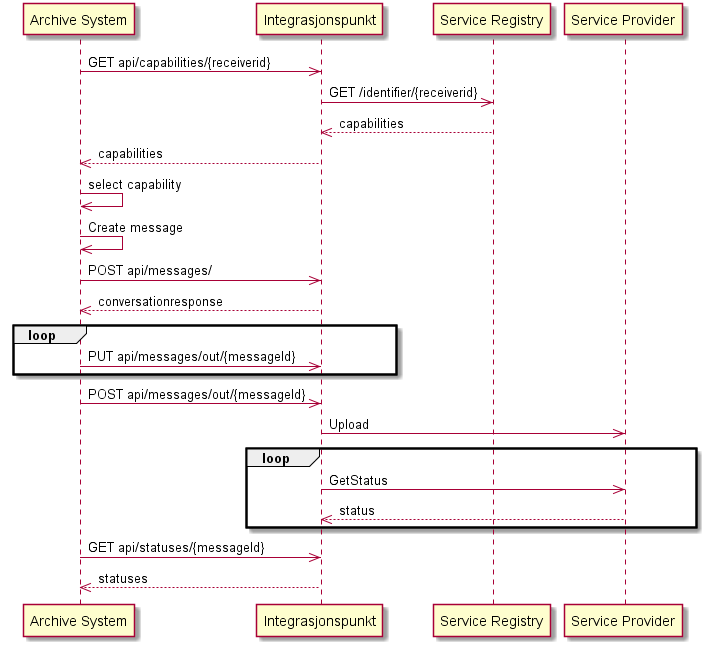 Archive System
Integrasjonspunkt
Service Registry
Service Provider
GET api/capabilities/{receiverid}
GET /identifier/{receiverid}
capabilities
capabilities
select capability
Create message
POST api/messages/
conversationresponse
loop
PUT api/messages/out/{messageId}
POST api/messages/out/{messageId}
Upload
loop
GetStatus
status
GET api/statuses/{messageId}
statuses
Archive System
Integrasjonspunkt
Service Registry
Service Provider